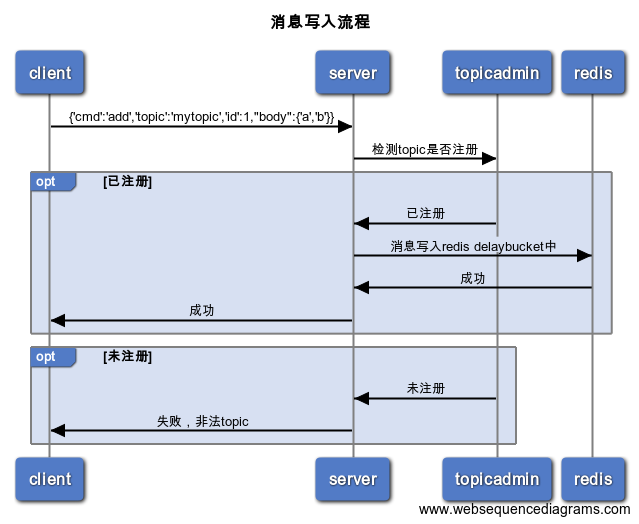 消息写入流程
client
server
topicadmin
redis
{'cmd':'add','topic':'mytopic','id':1,"body":{'a','b'}}
检测topic是否注册
opt
[已注册]
已注册
消息写入redis delaybucket中
成功
成功
opt
[未注册]
未注册
失败，非法topic
client
server
topicadmin
redis
www.websequencediagrams.com